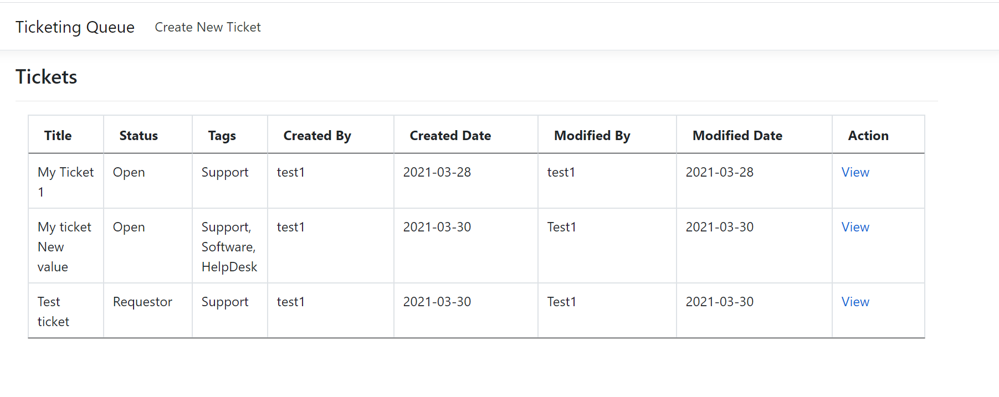 Ticketing Queue Create New Ticket
Tickets
Title Status Tags Created By Created Date Modified By Modified Date Action
My Ticket Open Support test1 2021-03-28 test1 2021-03-28 View
1
My ticket Open Support, test1 2021-03-30 Test1 2021-03-30 View
New Software,
value HelpDesk
Test Requestor Support test1 2021-03-30 Test1 2021-03-30 View
ticket